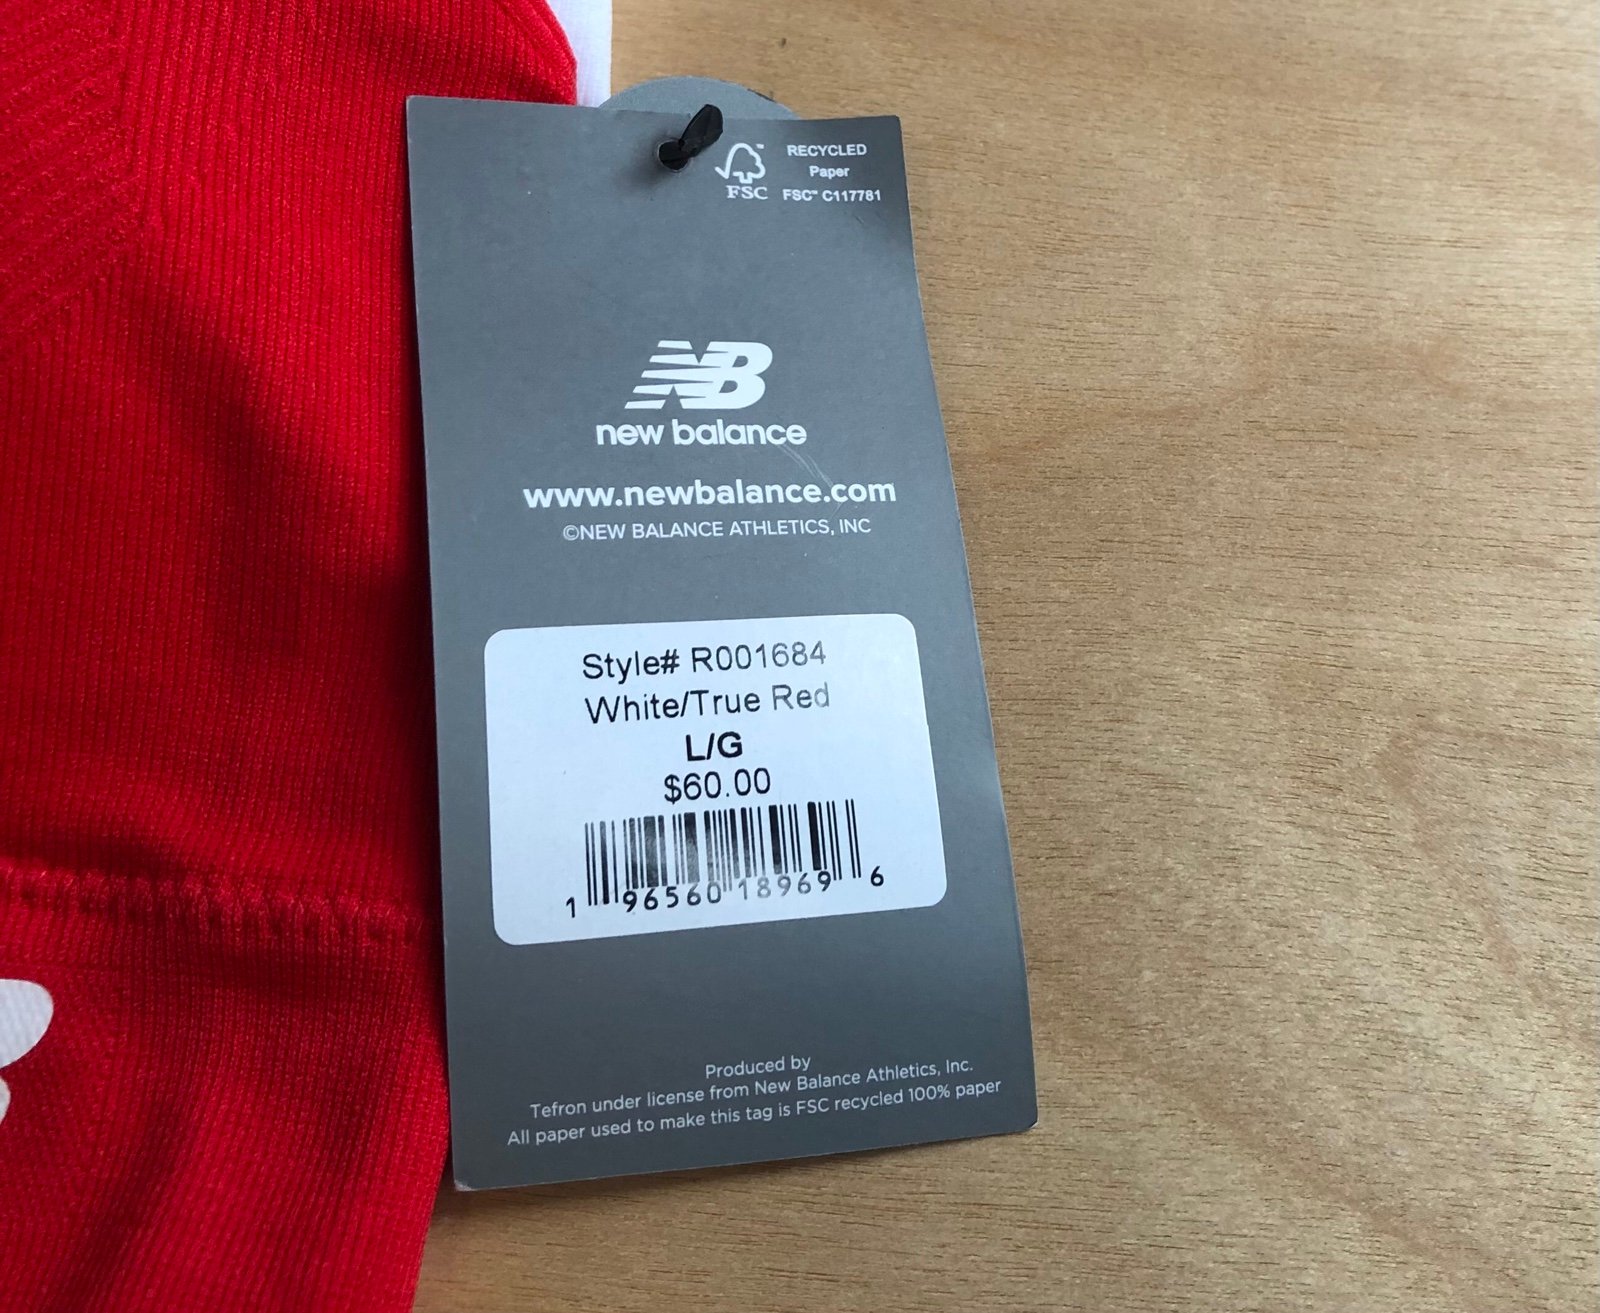 RECYCLED
Paper
FSC™ C117781
FSC™
NB
new balance
www.newbalance.com
©NEW BALANCE ATHLETICS, INC
Style# R001684
White/True Red
L/G
$60.00
1 96560 18969 6
Produced by
Tefron under license from New Balance Athletics, Inc.
All paper used to make this tag is FSC recycled 100% paper